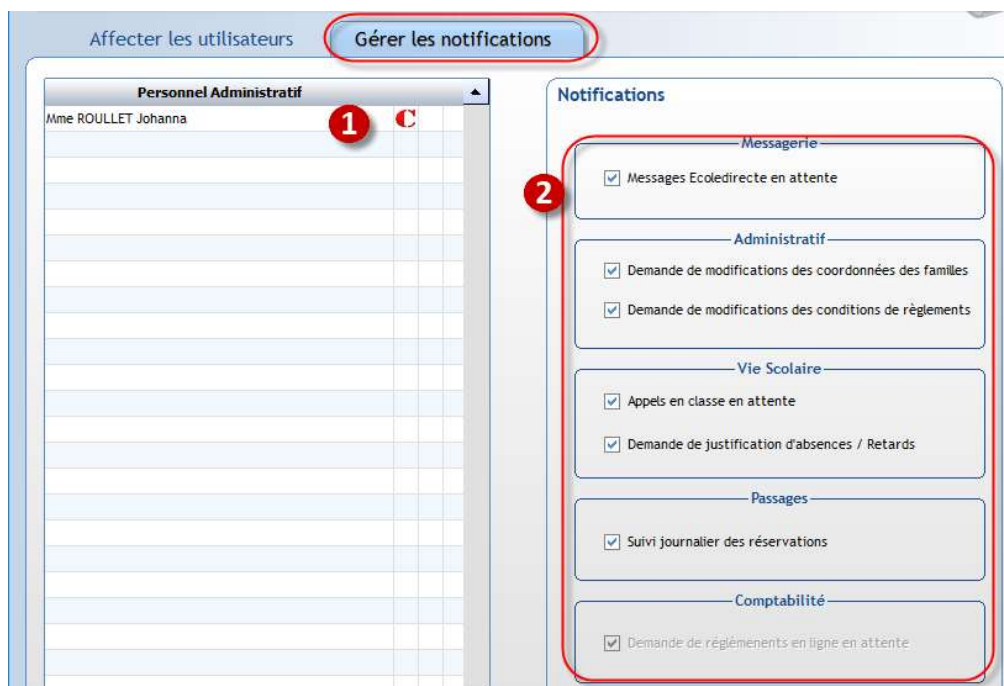 Affecter les utilisateurs
Gérer les notifications
Personnel Administratif
Mme ROULLET Johanna
1
C
Notifications
2
Messagerie
Messages Ecoledirecte en attente
Administratif
Demande de modifications des coordonnées des familles
Demande de modifications des conditions de règlements
Vie Scolaire
Appels en classe en attente
Demande de justification d'absences / Retards
Passages
Suivi journalier des réservations
Comptabilité
Demande de réglèmenents en ligne en attente